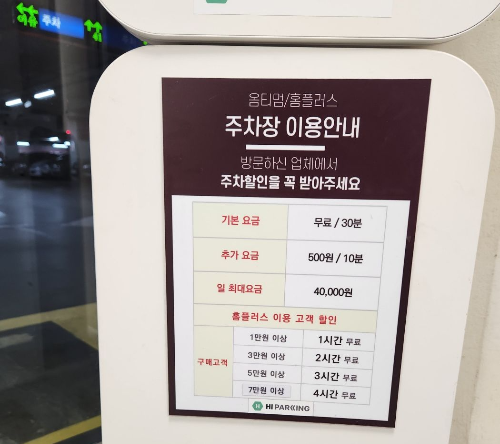 주차
움티멈/홈플러스
주차장 이용안내
방문하신 업체에서
주차할인을 꼭 받아주세요
기본 요금 무료 / 30분
추가 요금 500원 / 10분
일 최대요금 40,000원
홈플러스 이용 고객 할인
구매고객
1만원 이상 1시간 무료
3만원 이상 2시간 무료
5만원 이상 3시간 무료
7만원 이상 4시간 무료
HI PARKING